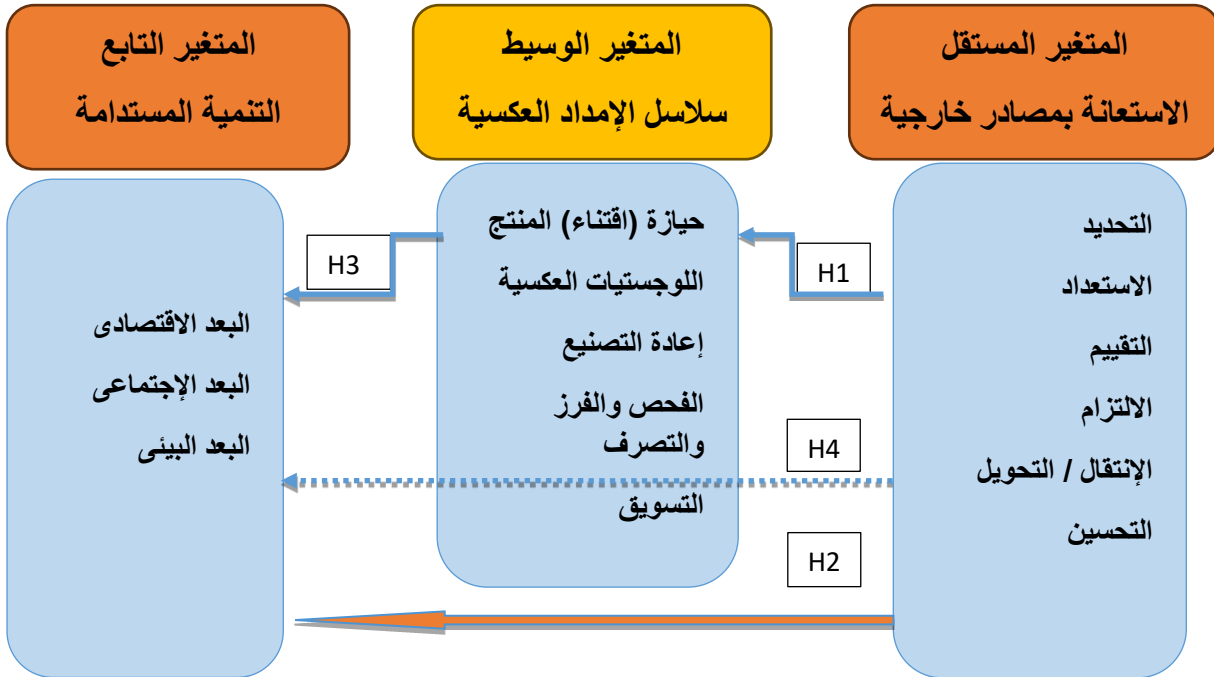 المتغير المستقل
الاستعانة بمصادر خارجية
المتغير الوسيط
سلاسل الإمداد العكسية
المتغير التابع
التنمية المستدامة
التحديد
الاستعداد
التقييم
الالتزام
الإنتقال / التحويل
التحسين
H1
H4
H2
حيازة (اقتناء) المنتج
اللوجستيات العكسية
إعادة التصنيع
الفحص والفرز
والتصرف
التسويق
H3
البعد الاقتصادى
البعد الإجتماعى
البعد البيئى